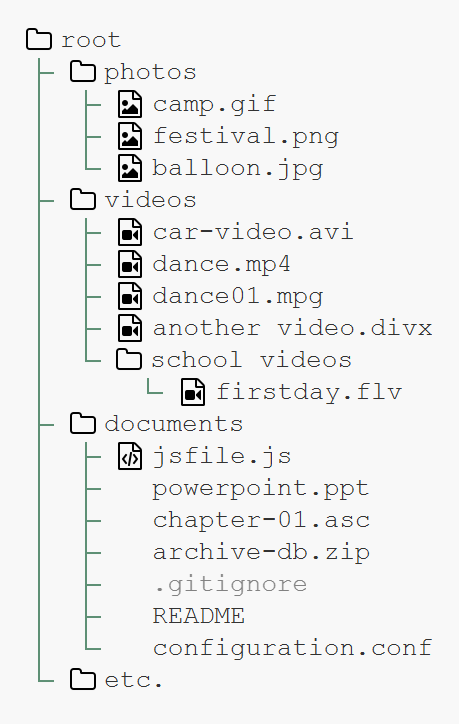 root
photos
camp.gif
festival.png
balloon.jpg
videos
car-video.avi
dance.mp4
dance01.mpg
another video.divx
school videos
firstday.flv
documents
jsfile.js
powerpoint.ppt
chapter-01.asc
archive-db.zip
.gitignore
README
configuration.conf
etc.